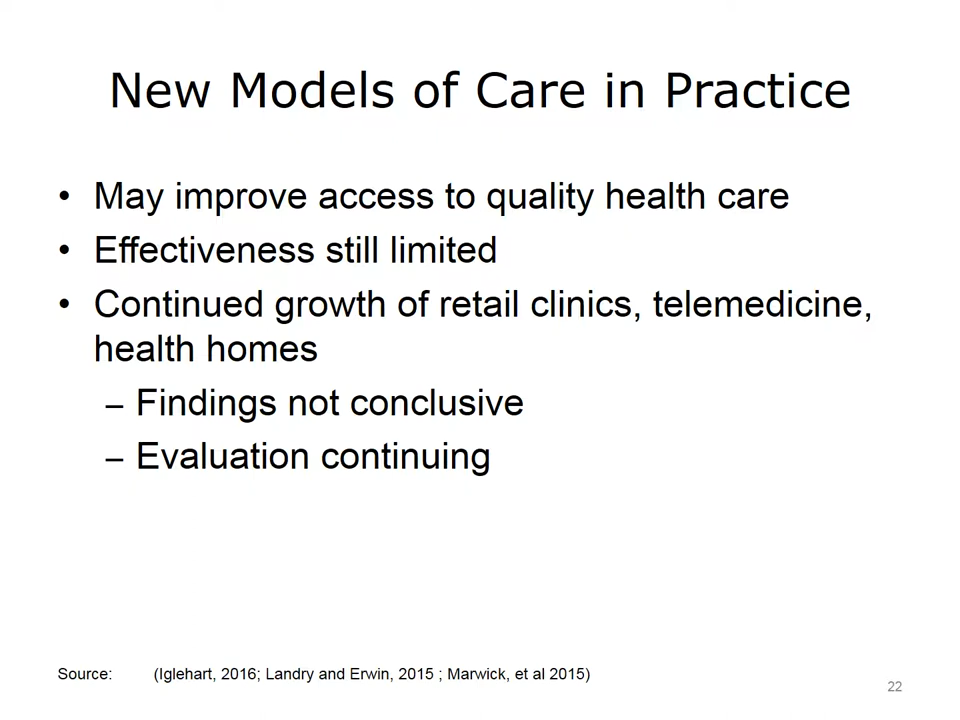 New Models of Care in Practice
• May improve access to quality health care
• Effectiveness still limited
• Continued growth of retail clinics, telemedicine,
health homes
– Findings not conclusive
– Evaluation continuing
Source: (Iglehart, 2016; Landry and Erwin, 2015 ; Marwick, et al 2015)
22